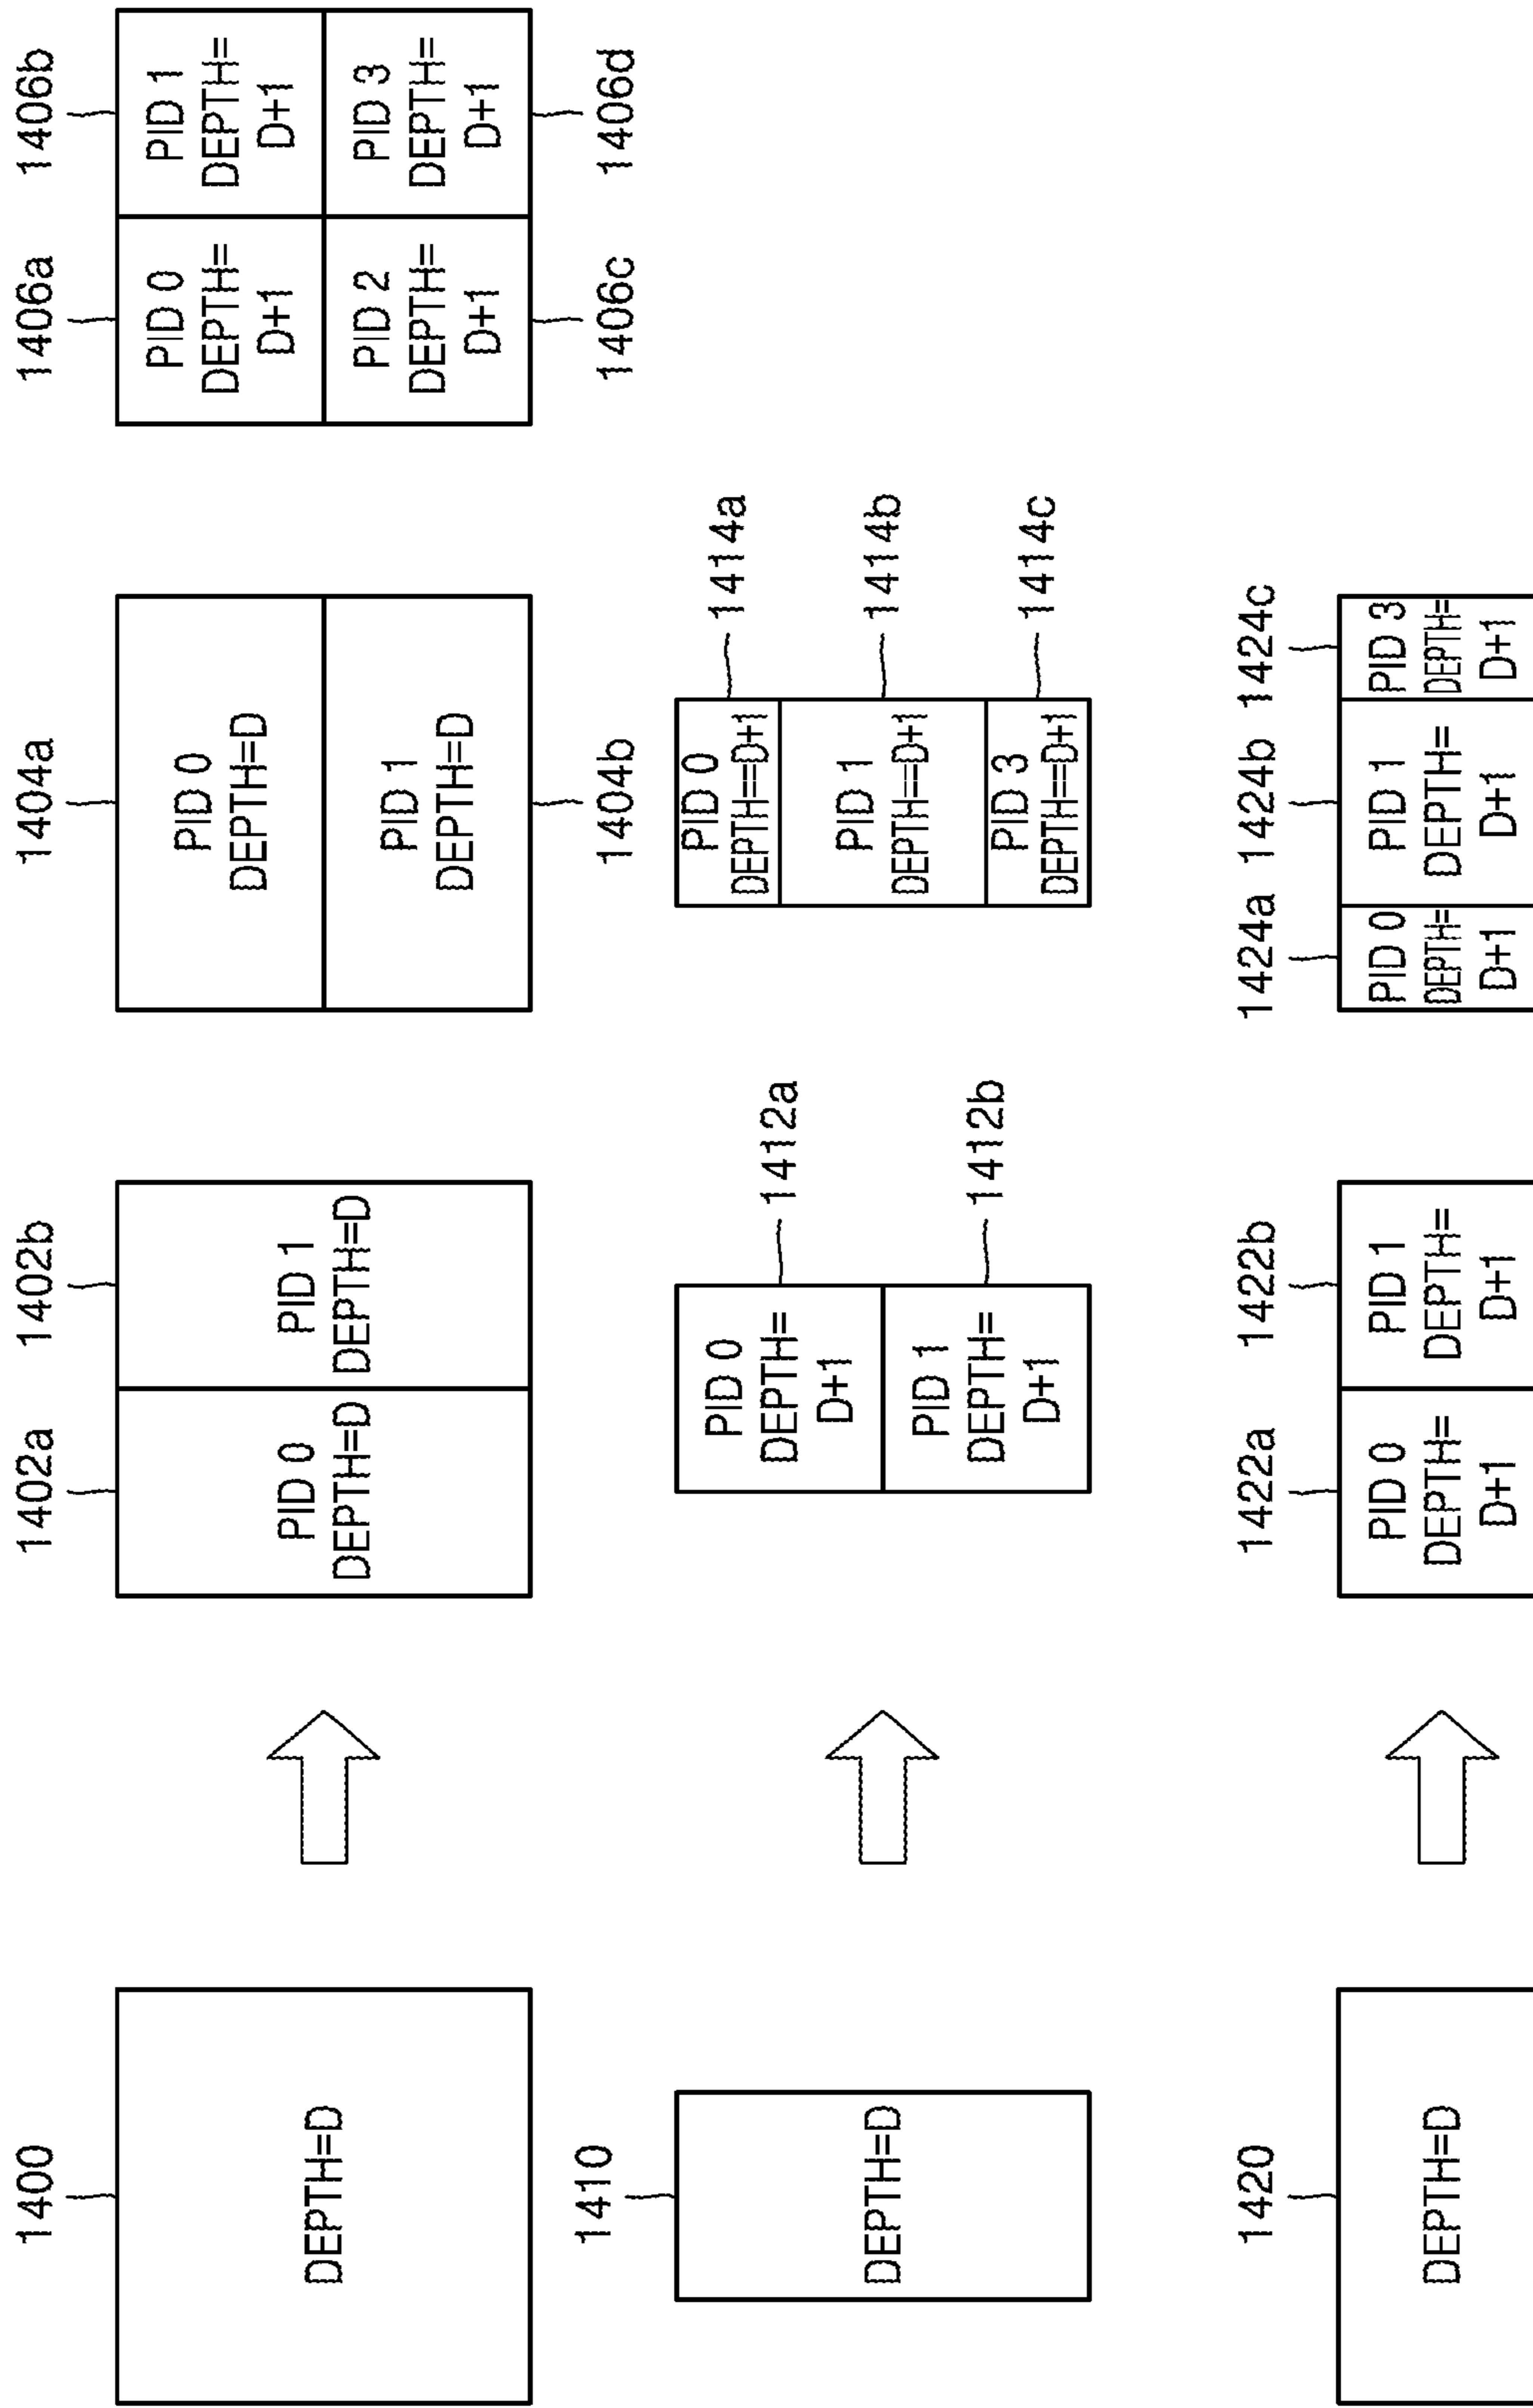 1400
DEPTH=D
1402a
1402b
PID 0
DEPTH=D
PID 1
DEPTH=D
1404a
PID 0
DEPTH=D
PID 1
DEPTH=D
1404b
1406a
1406b
PID 0
DEPTH=
D+1
PID 1
DEPTH=
D+1
PID 2
DEPTH=
D+1
PID 3
DEPTH=
D+1
1406c
1406d
1410
DEPTH=D
PID 0
DEPTH=
D+1
1412a
PID 1
DEPTH=
D+1
1412b
PID 0
DEPTH=D+1
1414a
PID 1
DEPTH=D+1
1414b
PID 3
DEPTH=D+1
1414c
1420
DEPTH=D
1422a
1422b
PID 0
DEPTH=
D+1
PID 1
DEPTH=
D+1
1424a
1424b
1424c
PID 0
DEPTH=
D+1
PID 1
DEPTH=
D+1
PID 3
DEPTH=
D+1